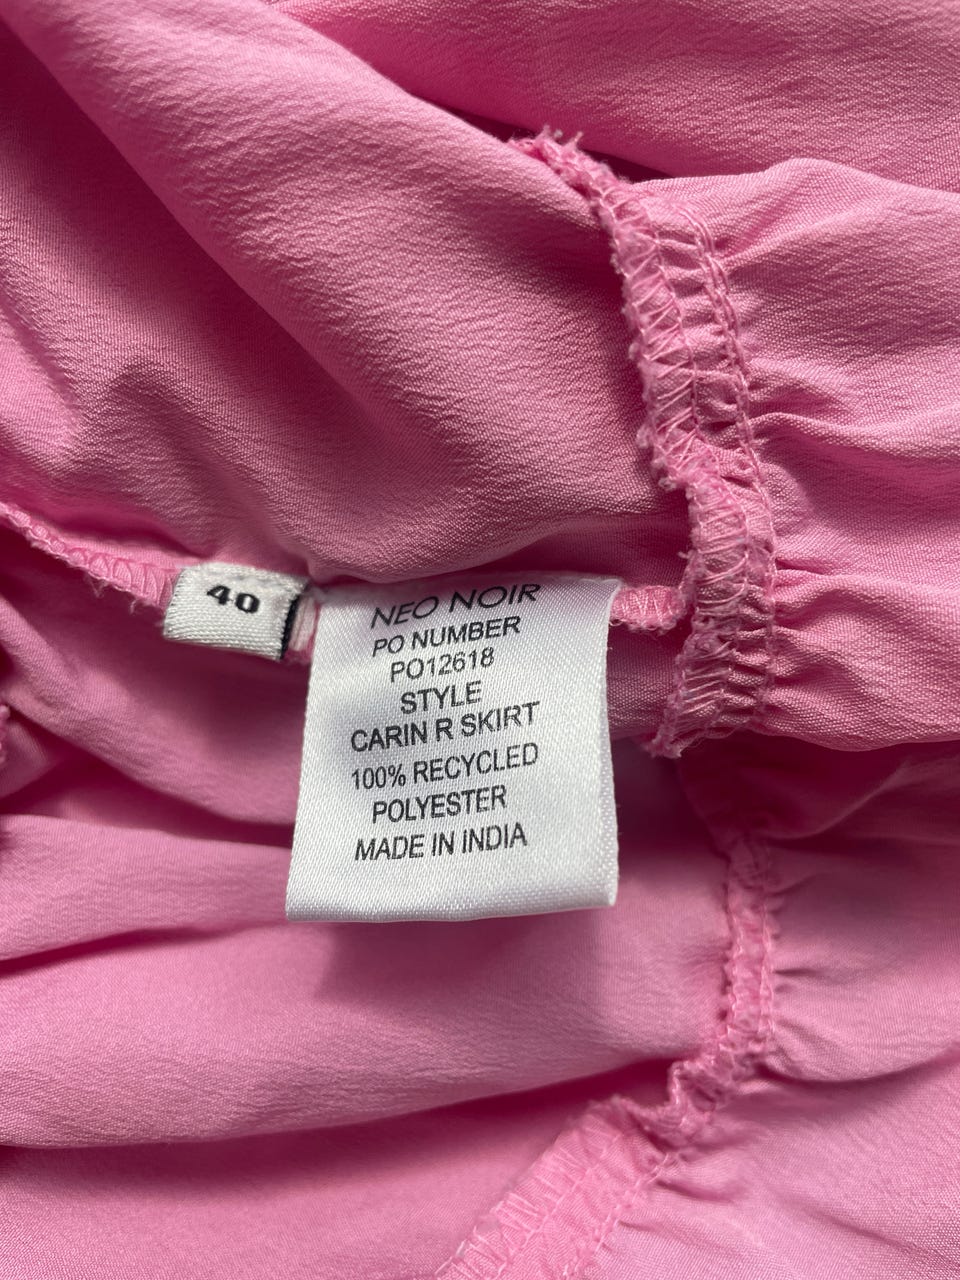 40
NEO NOIR
PO NUMBER
PO12618
STYLE
CARIN R SKIRT
100% RECYCLED
POLYESTER
MADE IN INDIA